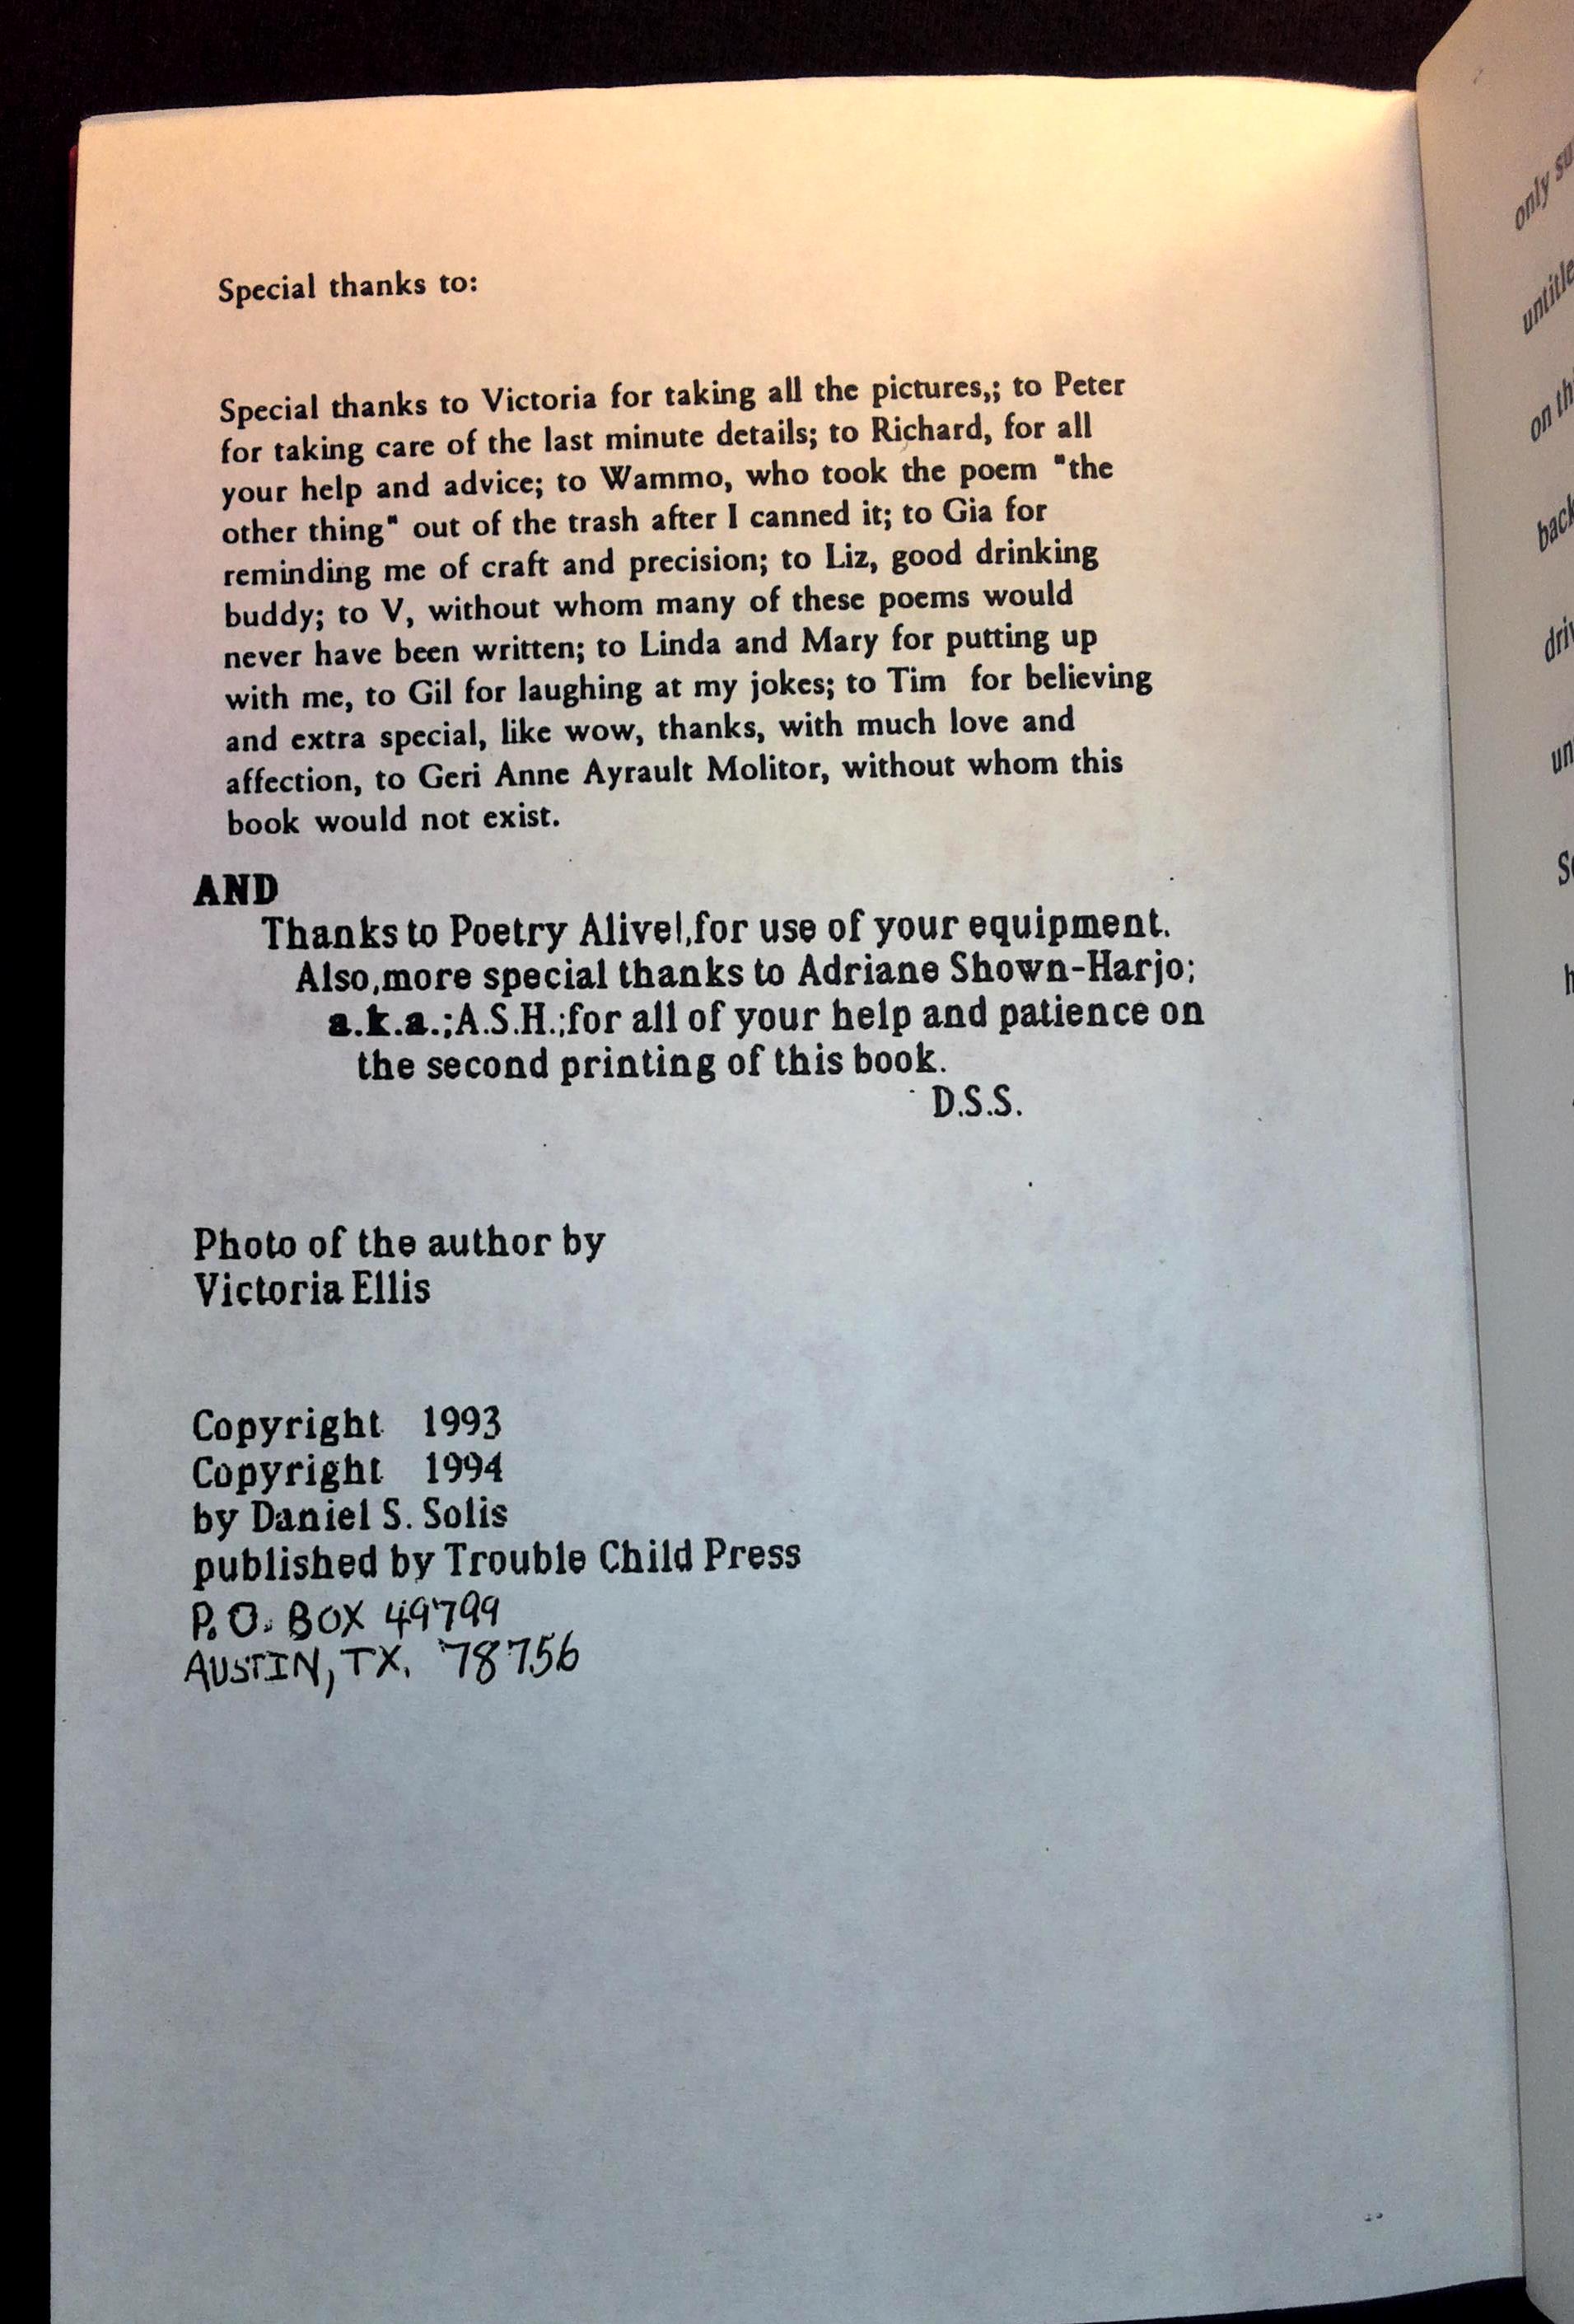 Special thanks to:
Special thanks to Victoria for taking all the pictures,; to Peter
for taking care of the last minute details; to Richard, for all
your help and advice; to Wammo, who took the poem "the
other thing" out of the trash after I canned it; to Gia for
reminding me of craft and precision; to Liz, good drinking
buddy; to V, without whom many of these poems would
never have been written; to Linda and Mary for putting up
with me, to Gil for laughing at my jokes; to Tim for believing
and extra special, like wow, thanks, with much love and
affection, to Geri Anne Ayrault Molitor, without whom this
book would not exist.
AND
Thanks to Poetry Alive!,for use of your equipment.
Also,more special thanks to Adriane Shown-Harjo;
a.k.a.;A.S.H.;for all of your help and patience on
the second printing of this book.
D.S.S.
Photo of the author by
Victoria Ellis
Copyright 1993
Copyright 1994
by Daniel S. Solis
published by Trouble Child Press
P.O. BOX 49799
AUSTIN, TX. 78756
only
on